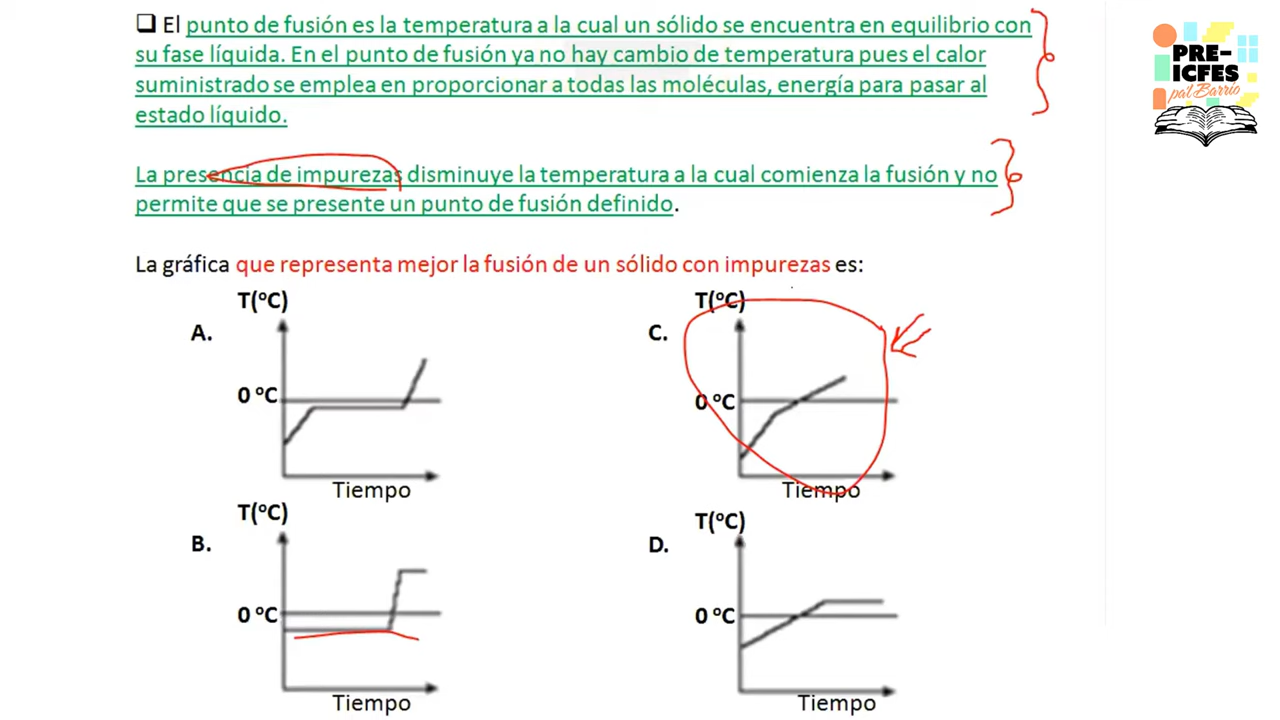 ❑ El punto de fusión es la temperatura a la cual un sólido se encuentra en equilibrio con
su fase líquida. En el punto de fusión ya no hay cambio de temperatura pues el calor
suministrado se emplea en proporcionar a todas las moléculas, energía para pasar al
estado líquido.
PRE-
ICFES
pal' Barrio
La presencia de impurezas disminuye la temperatura a la cual comienza la fusión y no
permite que se presente un punto de fusión definido.
La gráfica que representa mejor la fusión de un sólido con impurezas es:
T(ºC)
A.
0 ºC
Tiempo
T(ºC)
B.
0 ºC
Tiempo
T(ºC)
C.
0 ºC
Tiempo
T(ºC)
D.
0 ºC
Tiempo